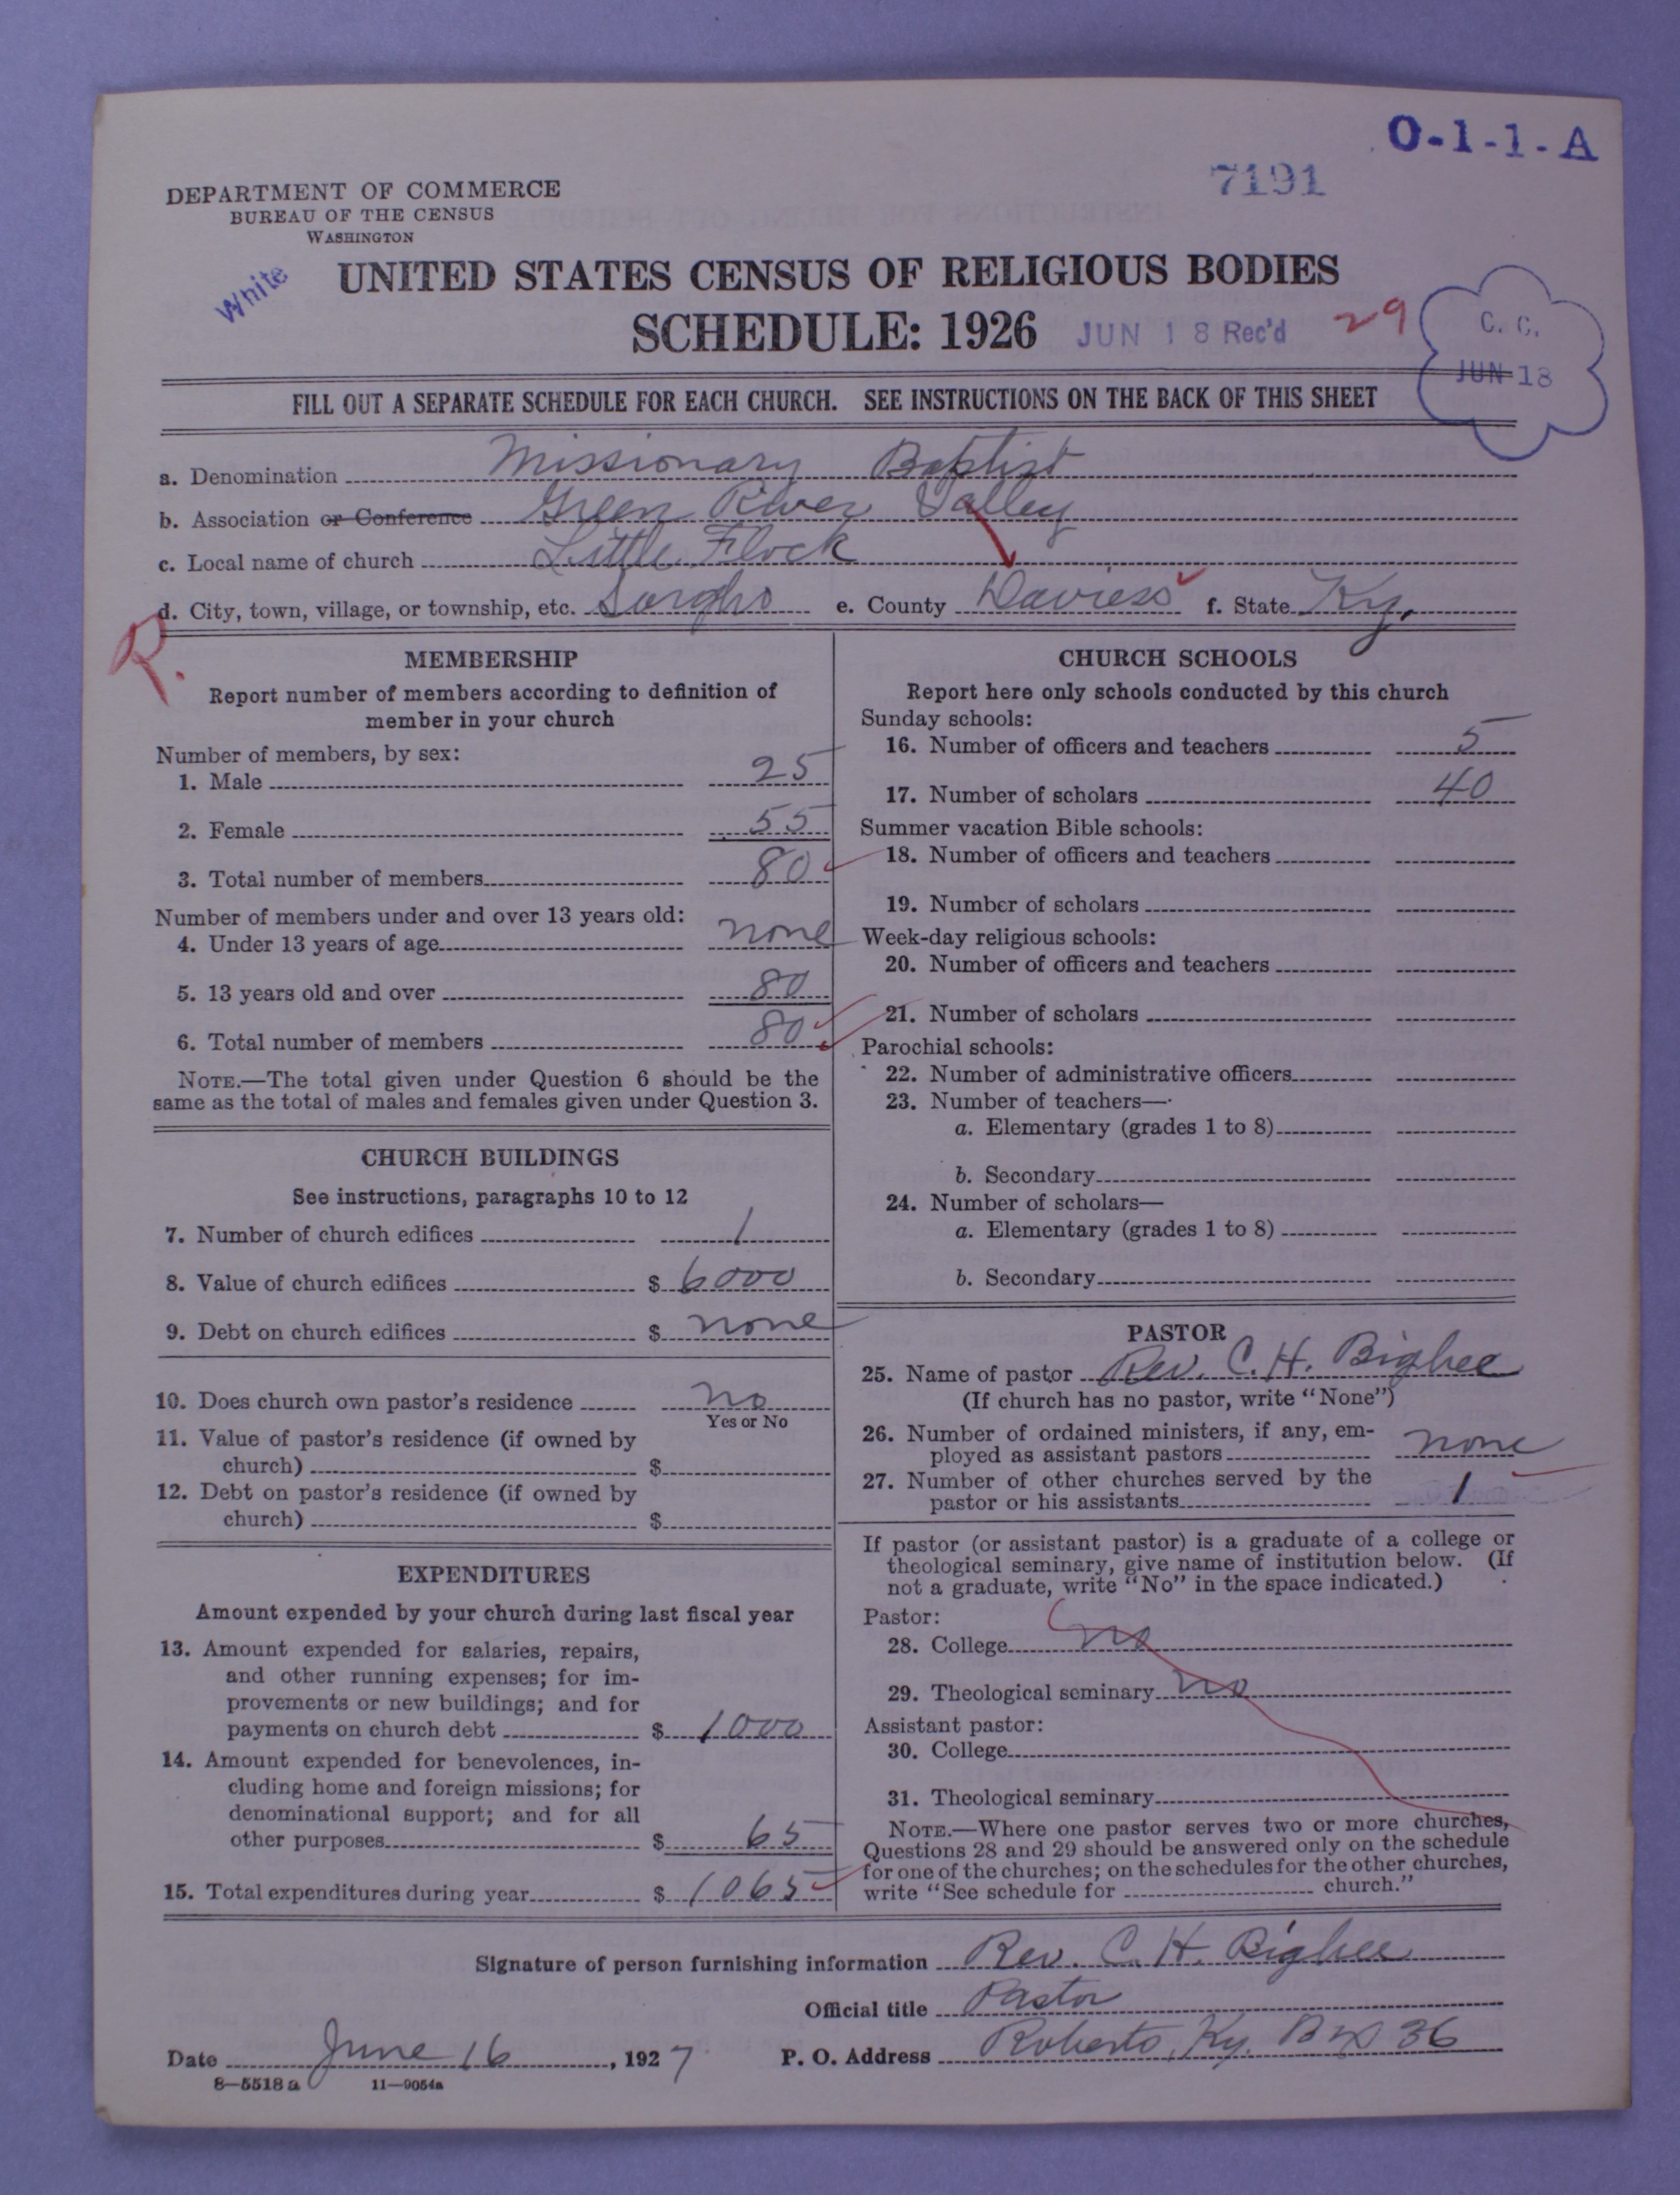 O-1-1-A
7191
DEPARTMENT OF COMMERCE
BUREAU OF THE CENSUS
WASHINGTON
White
UNITED STATES CENSUS OF RELIGIOUS BODIES
SCHEDULE: 1926
JUN 18 Rec'd
29
C. C.
JUN 18
FILL OUT A SEPARATE SCHEDULE FOR EACH CHURCH. SEE INSTRUCTIONS ON THE BACK OF THIS SHEET
a. Denomination Missionary Baptist
b. Association or Conference Green River Valley
c. Local name of church Little Flock
d. City, town, village, or township, etc. Sorgho e. County Daviess f. State Ky.
R.
MEMBERSHIP
Report number of members according to definition of
member in your church
Number of members, by sex:
1. Male 25
2. Female 55
3. Total number of members 80
Number of members under and over 13 years old:
4. Under 13 years of age none
5. 13 years old and over 80
6. Total number of members 80
NOTE.—The total given under Question 6 should be the
same as the total of males and females given under Question 3.
CHURCH BUILDINGS
See instructions, paragraphs 10 to 12
7. Number of church edifices 1
8. Value of church edifices $ 6000
9. Debt on church edifices $ none
10. Does church own pastor's residence no
Yes or No
11. Value of pastor's residence (if owned by
church) $
12. Debt on pastor's residence (if owned by
church) $
EXPENDITURES
Amount expended by your church during last fiscal year
13. Amount expended for salaries, repairs,
and other running expenses; for im-
provements or new buildings; and for
payments on church debt $ 1000
14. Amount expended for benevolences, in-
cluding home and foreign missions; for
denominational support; and for all
other purposes $ 65
15. Total expenditures during year $ 1065
CHURCH SCHOOLS
Report here only schools conducted by this church
Sunday schools:
16. Number of officers and teachers 5
17. Number of scholars 40
Summer vacation Bible schools:
18. Number of officers and teachers
19. Number of scholars
Week-day religious schools:
20. Number of officers and teachers
21. Number of scholars
Parochial schools:
22. Number of administrative officers
23. Number of teachers—
a. Elementary (grades 1 to 8)
b. Secondary
24. Number of scholars—
a. Elementary (grades 1 to 8)
b. Secondary
PASTOR
25. Name of pastor Rev. C. H. Bigbee
(If church has no pastor, write "None")
26. Number of ordained ministers, if any, em-
ployed as assistant pastors none
27. Number of other churches served by the
pastor or his assistants 1
If pastor (or assistant pastor) is a graduate of a college or
theological seminary, give name of institution below. (If
not a graduate, write "No" in the space indicated.)
Pastor:
28. College no
29. Theological seminary no
Assistant pastor:
30. College
31. Theological seminary
NOTE.—Where one pastor serves two or more churches,
Questions 28 and 29 should be answered only on the schedule
for one of the churches; on the schedules for the other churches,
write "See schedule for church."
Signature of person furnishing information Rev. C. H. Bigbee
Official title Pastor
Date June 16, 1927 P. O. Address Roberts, Ky. Bx 36
8—5518a 11—9054a